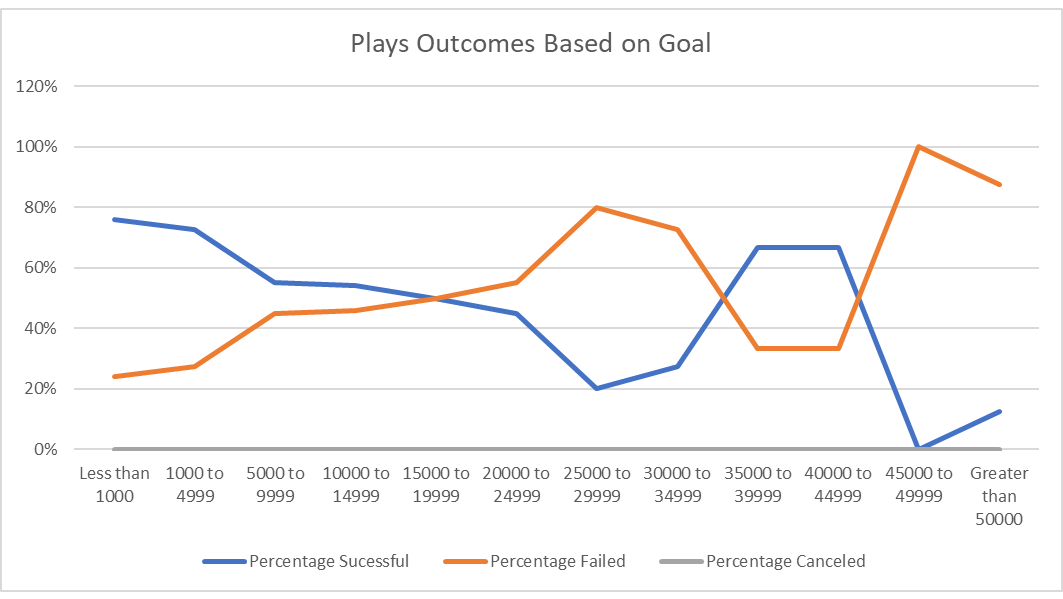 Plays Outcomes Based on Goal
120%
100%
80%
60%
40%
20%
0%
Less than
1000
1000 to
4999
5000 to
9999
10000 to
14999
15000 to
19999
20000 to
24999
25000 to
29999
30000 to
34999
35000 to
39999
40000 to
44999
45000 to
49999
Greater
than
50000
Percentage Sucessful
Percentage Failed
Percentage Canceled